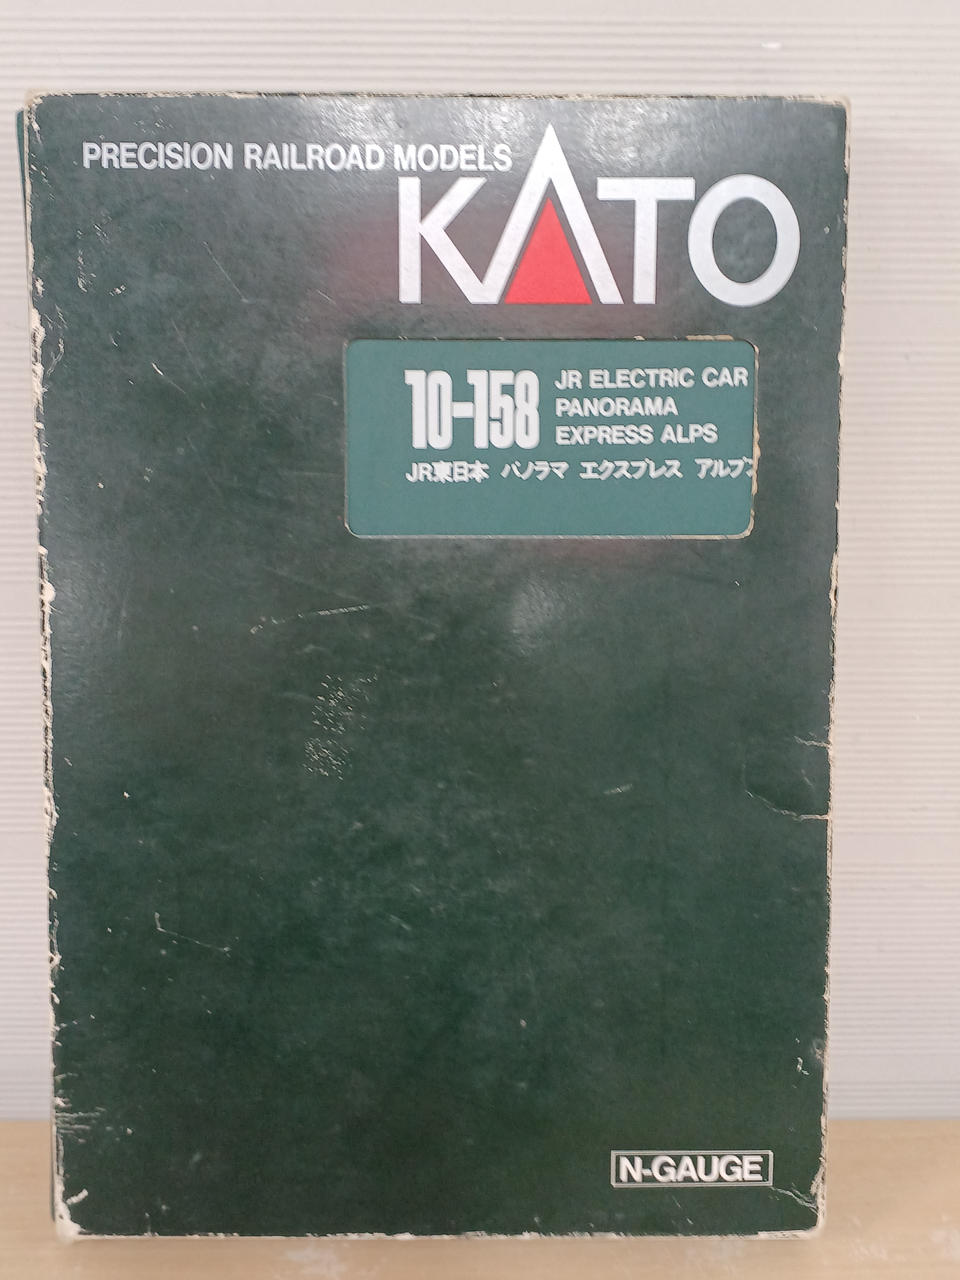 PRECISION RAILROAD MODELS
KATO
10-158
JR ELECTRIC CAR
PANORAMA
EXPRESS ALPS
JR東日本 パノラマ エクスプレス アルプス
N-GAUGE